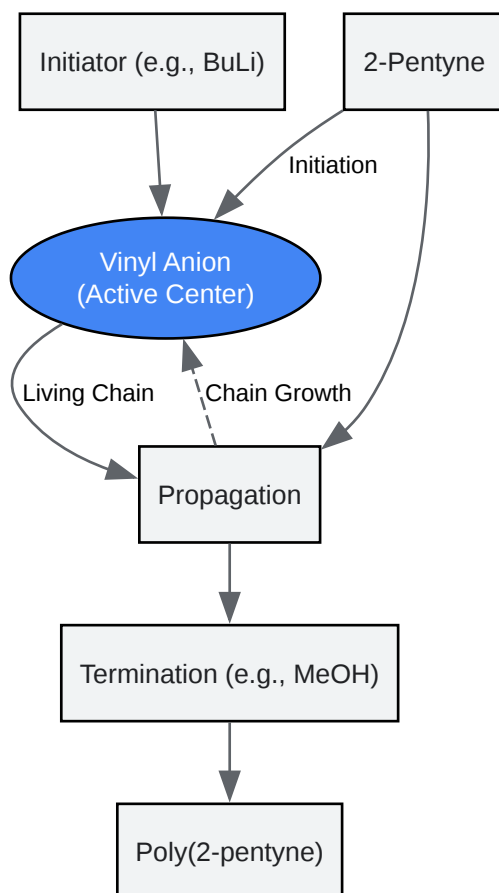 Initiator (e.g., BuLi)
2-Pentyne
Initiation
Vinyl Anion
(Active Center)
Living Chain
Chain Growth
Propagation
Termination (e.g., MeOH)
Poly(2-pentyne)